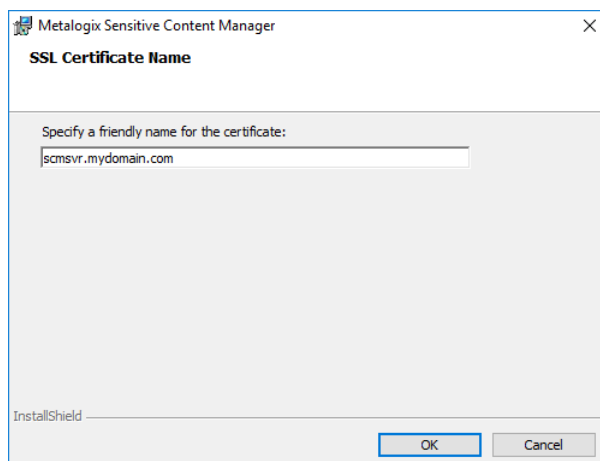 Metalogix Sensitive Content Manager
SSL Certificate Name
Specify a friendly name for the certificate:
scmsvr.mydomain.com
InstallShield
OK Cancel